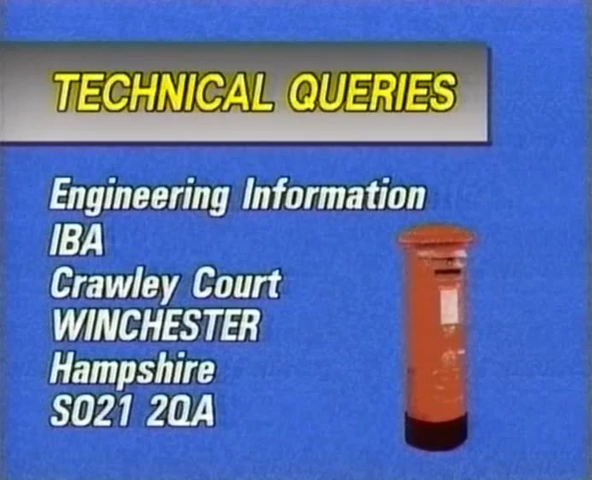 TECHNICAL QUERIES
Engineering Information
IBA
Crawley Court
WINCHESTER
Hampshire
SO21 2QA